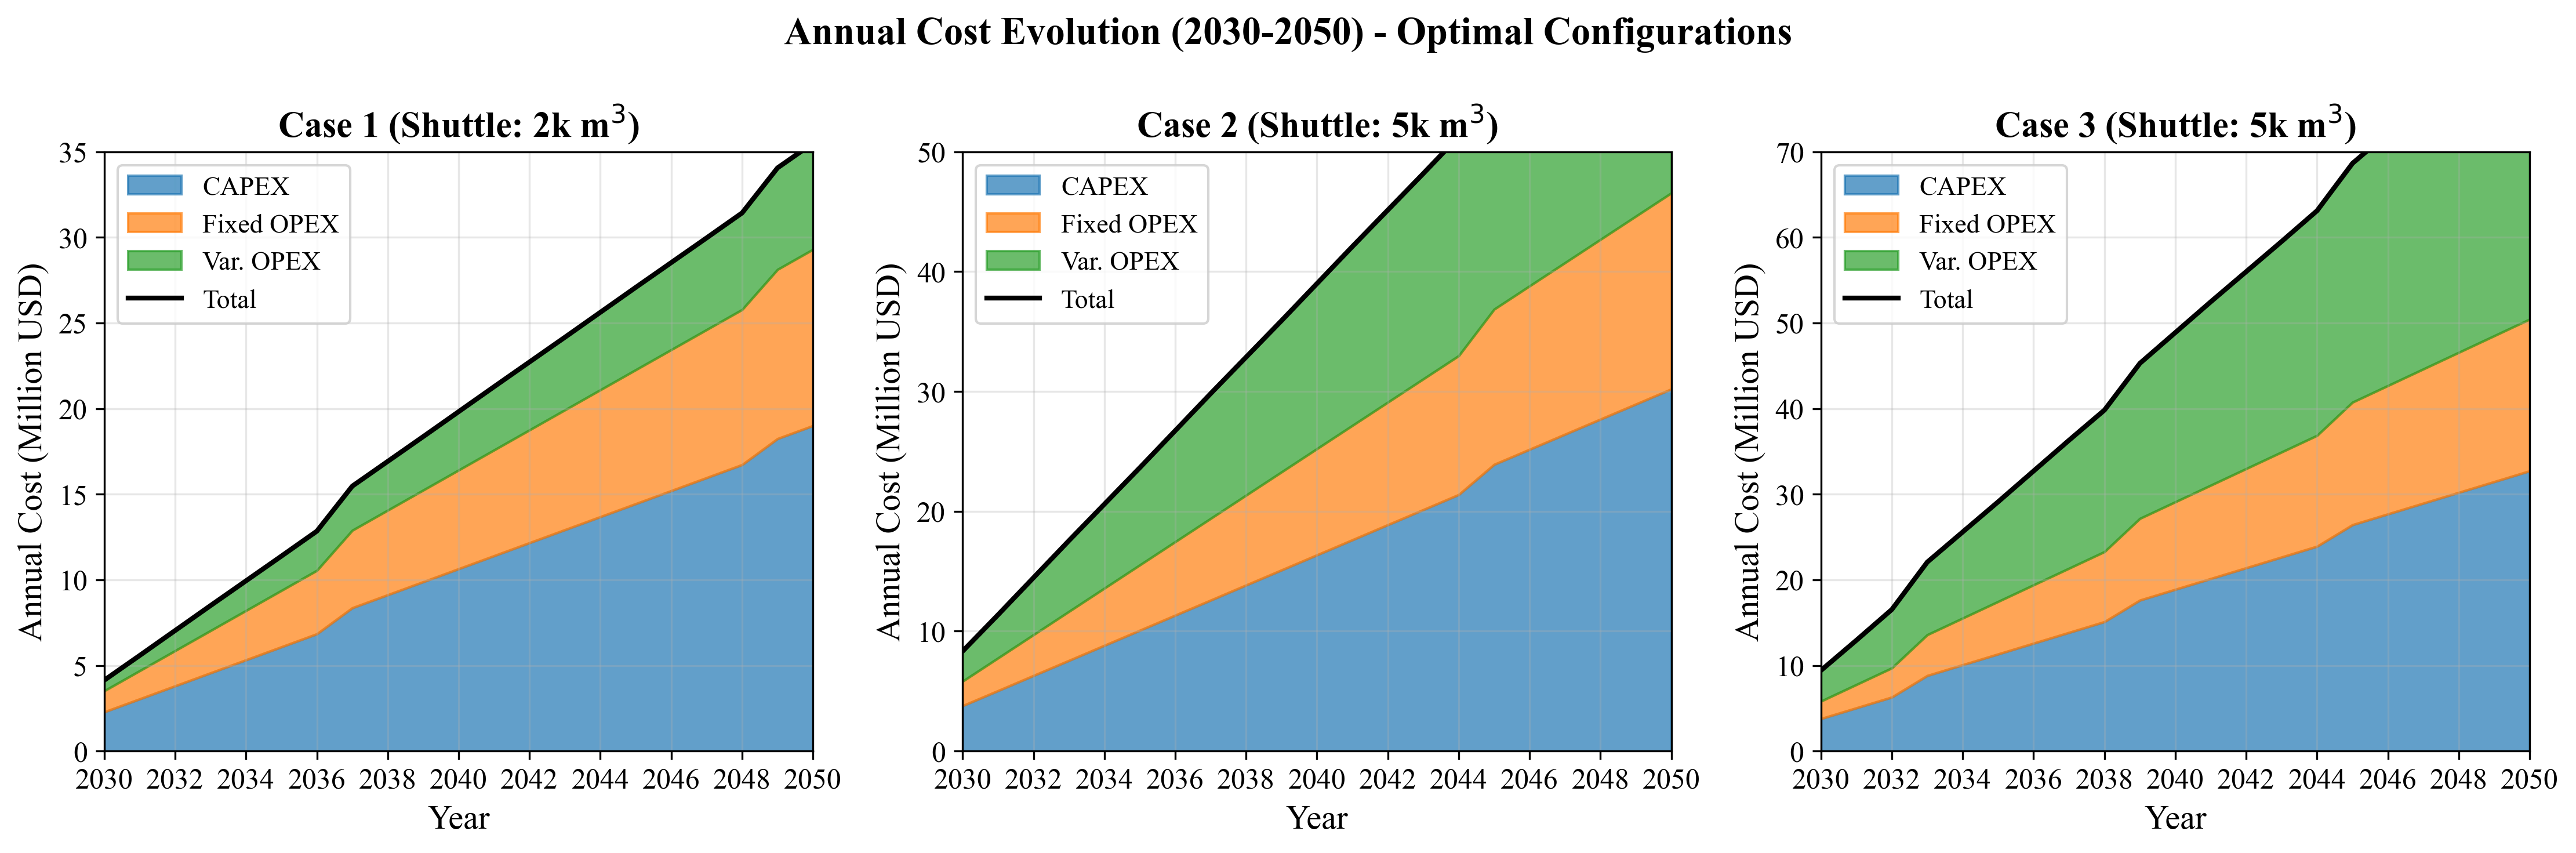 Annual Cost Evolution (2030-2050) - Optimal Configurations
Case 1 (Shuttle: 2k m³)
35
30
25
20
15
10
5
0
Annual Cost (Million USD)
CAPEX
Fixed OPEX
Var. OPEX
Total
2030 2032 2034 2036 2038 2040 2042 2044 2046 2048 2050
Year
Case 2 (Shuttle: 5k m³)
50
40
30
20
10
0
Annual Cost (Million USD)
CAPEX
Fixed OPEX
Var. OPEX
Total
2030 2032 2034 2036 2038 2040 2042 2044 2046 2048 2050
Year
Case 3 (Shuttle: 5k m³)
70
60
50
40
30
20
10
0
Annual Cost (Million USD)
CAPEX
Fixed OPEX
Var. OPEX
Total
2030 2032 2034 2036 2038 2040 2042 2044 2046 2048 2050
Year